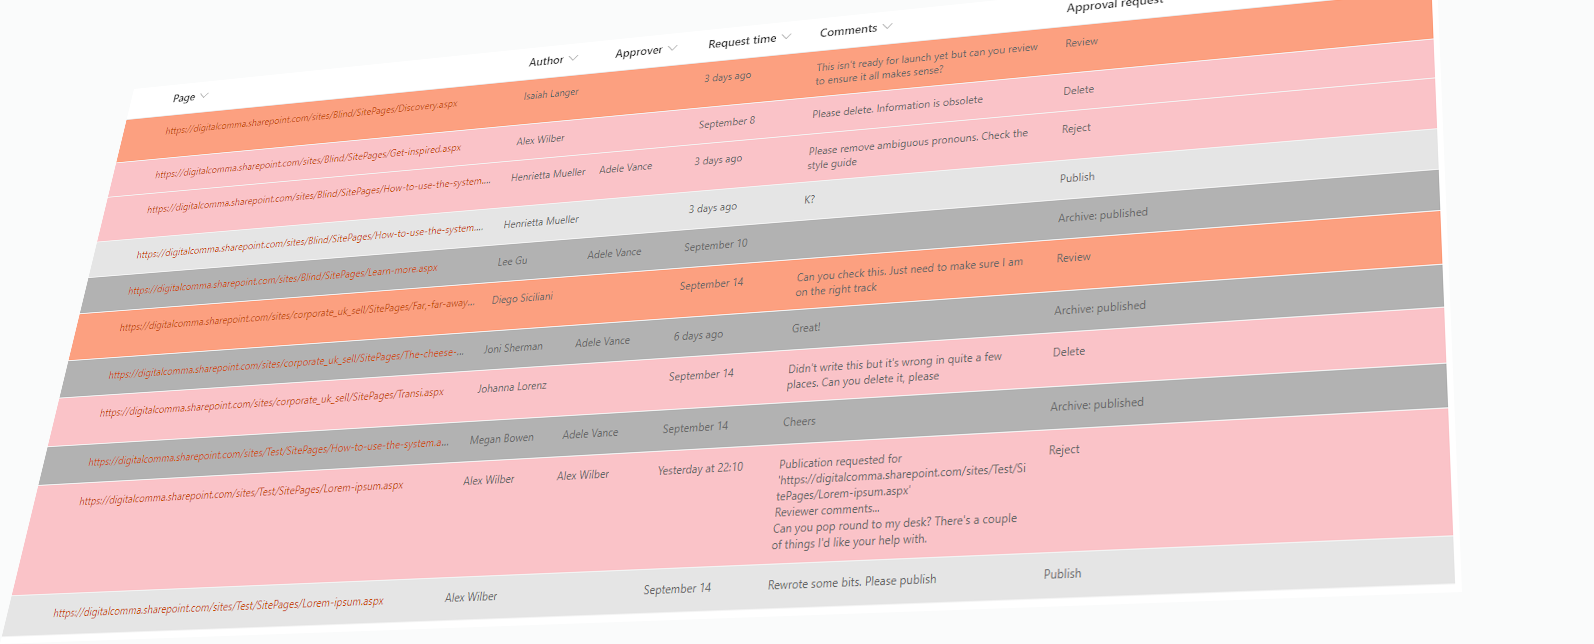 Page Author Approver Request time Comments Approval request
https://digitalcomma.sharepoint.com/sites/Blind/SitePages/Discovery.aspx Isaiah Langer 3 days ago This isn't ready for launch yet but can you review Review
to ensure it all makes sense?
https://digitalcomma.sharepoint.com/sites/Blind/SitePages/Get-inspired.aspx Alex Wilber September 8 Please delete. Information is obsolete Delete
https://digitalcomma.sharepoint.com/sites/Blind/SitePages/How-to-use-the-system.... Henrietta Mueller Adele Vance 3 days ago Please remove ambiguous pronouns. Check the Reject
style guide
https://digitalcomma.sharepoint.com/sites/Blind/SitePages/How-to-use-the-system.... Henrietta Mueller 3 days ago K? Publish
https://digitalcomma.sharepoint.com/sites/Blind/SitePages/Learn-more.aspx Lee Gu Adele Vance September 10 Archive: published
https://digitalcomma.sharepoint.com/sites/corporate_uk_sell/SitePages/Far,-far-away... Diego Siciliani September 14 Can you check this. Just need to make sure I am Review
on the right track
https://digitalcomma.sharepoint.com/sites/corporate_uk_sell/SitePages/The-cheese-... Joni Sherman Adele Vance 6 days ago Great! Archive: published
https://digitalcomma.sharepoint.com/sites/corporate_uk_sell/SitePages/Transi.aspx Johanna Lorenz September 14 Didn't write this but it's wrong in quite a few Delete
places. Can you delete it, please
https://digitalcomma.sharepoint.com/sites/Test/SitePages/How-to-use-the-system.a... Megan Bowen Adele Vance September 14 Cheers Archive: published
https://digitalcomma.sharepoint.com/sites/Test/SitePages/Lorem-ipsum.aspx Alex Wilber Alex Wilber Yesterday at 22:10 Publication requested for Reject
'https://digitalcomma.sharepoint.com/sites/Test/Si
tePages/Lorem-ipsum.aspx'
Reviewer comments...
Can you pop round to my desk? There's a couple
of things I'd like your help with.
https://digitalcomma.sharepoint.com/sites/Test/SitePages/Lorem-ipsum.aspx Alex Wilber September 14 Rewrote some bits. Please publish Publish